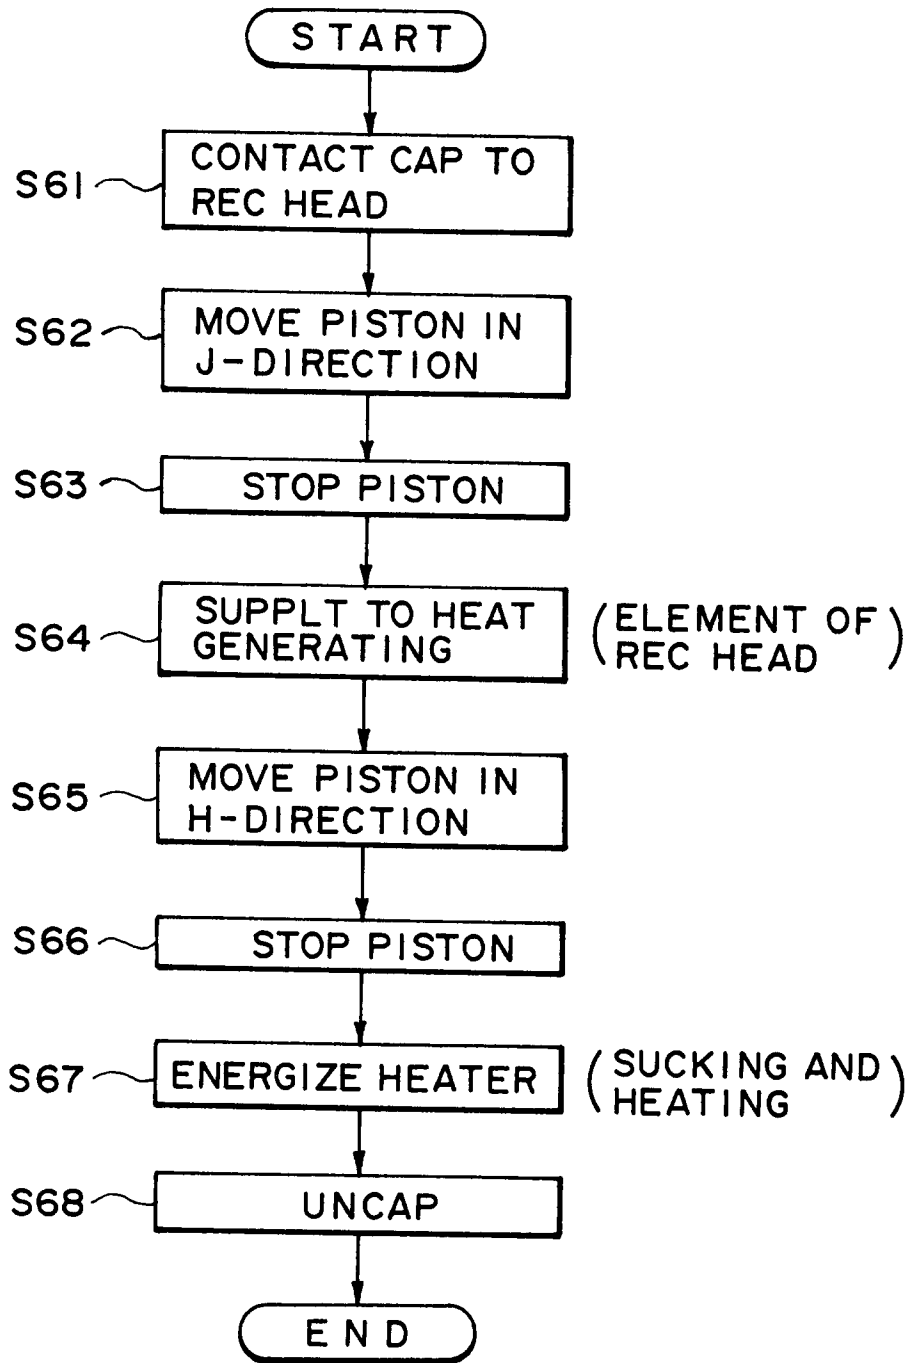 START
S61
CONTACT CAP TO
REC HEAD
S62
MOVE PISTON IN
J-DIRECTION
S63
STOP PISTON
S64
SUPPLT TO HEAT
GENERATING
(ELEMENT OF
REC HEAD)
S65
MOVE PISTON IN
H-DIRECTION
S66
STOP PISTON
S67
ENERGIZE HEATER
(SUCKING AND
HEATING)
S68
UNCAP
END